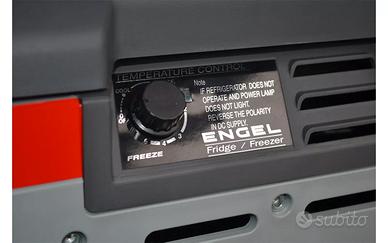 TEMPERATURE CONTROL
COOL
Note
IF REFRIGERATOR DOES NOT
OPERATE AND POWER LAMP
DOES NOT LIGHT.
REVERSE THE POLARITY
IN DC SUPPLY.
ENGEL
Fridge / Freezer
FREEZE
subito